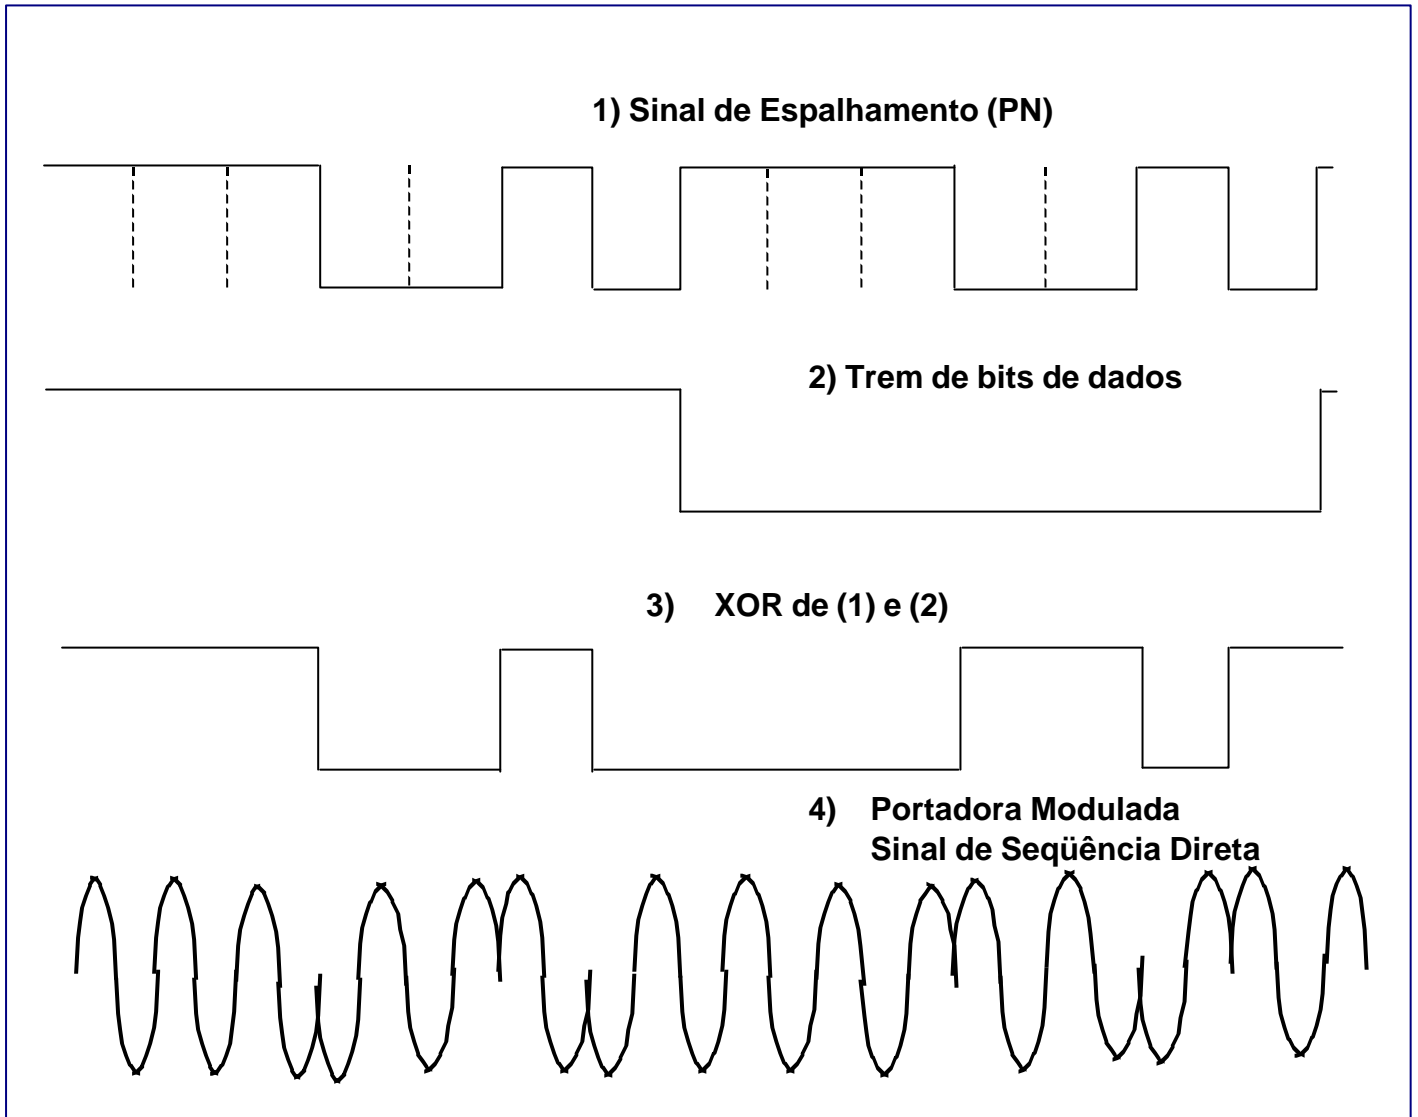 1) Sinal de Espalhamento (PN)
2) Trem de bits de dados
3) XOR de (1) e (2)
4) Portadora Modulada
Sinal de Seqüência Direta